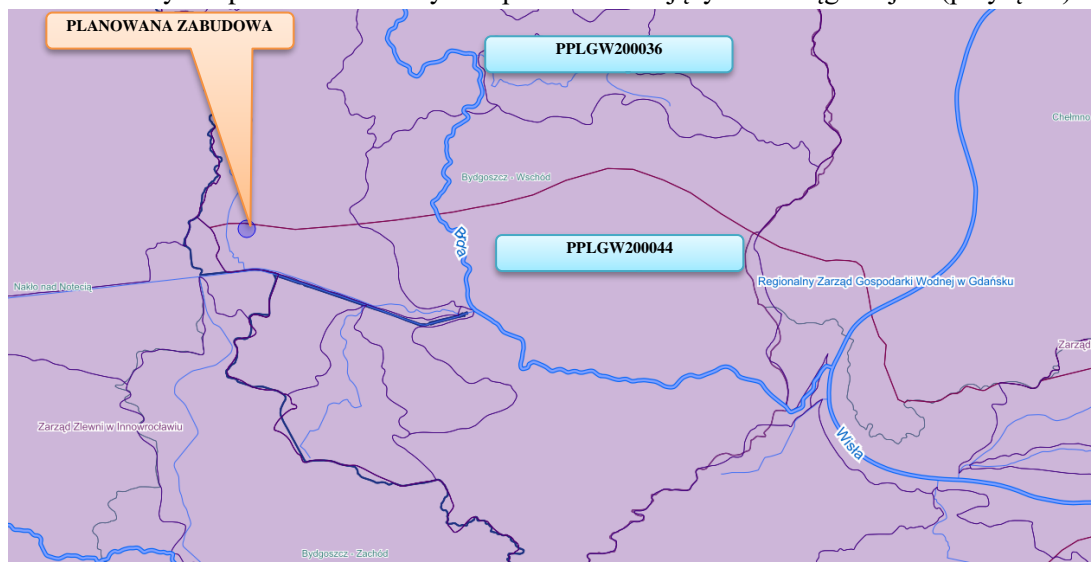 PLANOWANA ZABUDOWA
PPLGW200036
Chełmno
Bydgoszcz - Wschód
Brda
PPLGW200044
Regionalny Zarząd Gospodarki Wodnej w Gdańsku
Nakło nad Notecią
Zarząd
Zarząd Zlewni w Innowrocławiu
Wisła
Bydgoszcz - Zachód